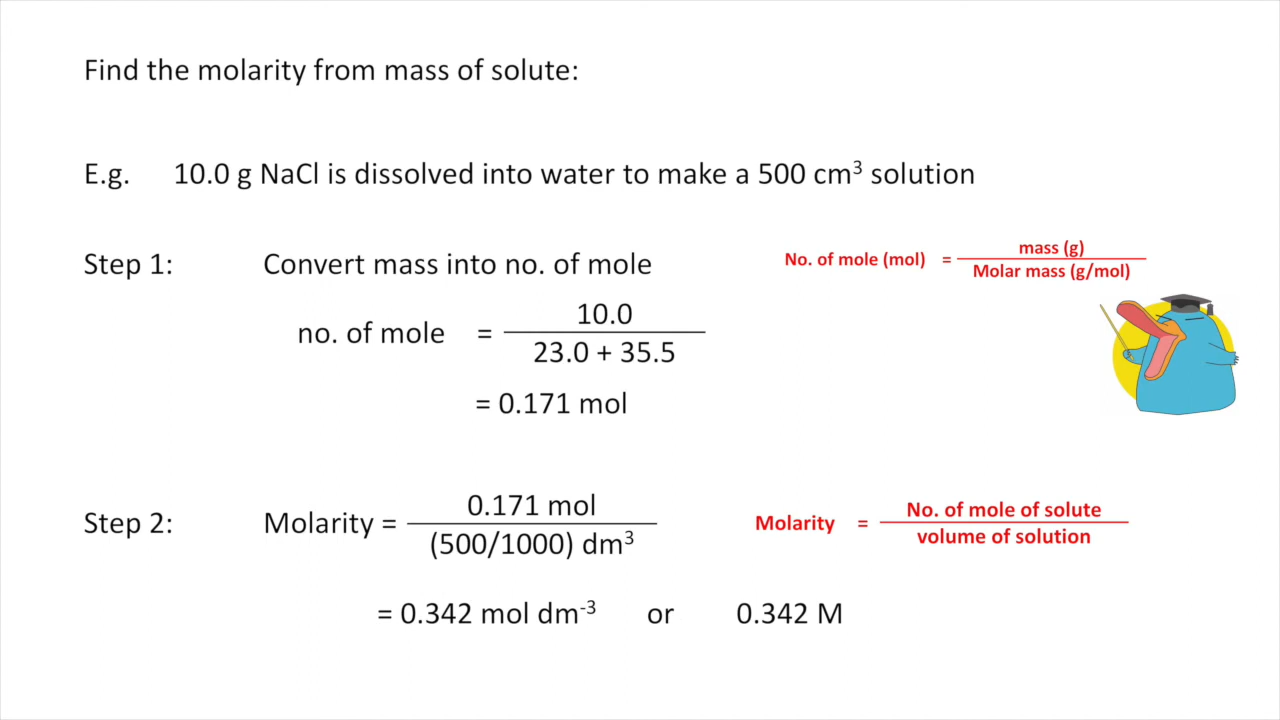 Find the molarity from mass of solute:
E.g. 10.0 g NaCl is dissolved into water to make a 500 cm³ solution
Step 1: Convert mass into no. of mole
No. of mole (mol) = mass (g)
Molar mass (g/mol)
no. of mole = 10.0
23.0 + 35.5
= 0.171 mol
Step 2: Molarity = 0.171 mol
(500/1000) dm³
Molarity = No. of mole of solute
volume of solution
= 0.342 mol dm⁻³ or 0.342 M